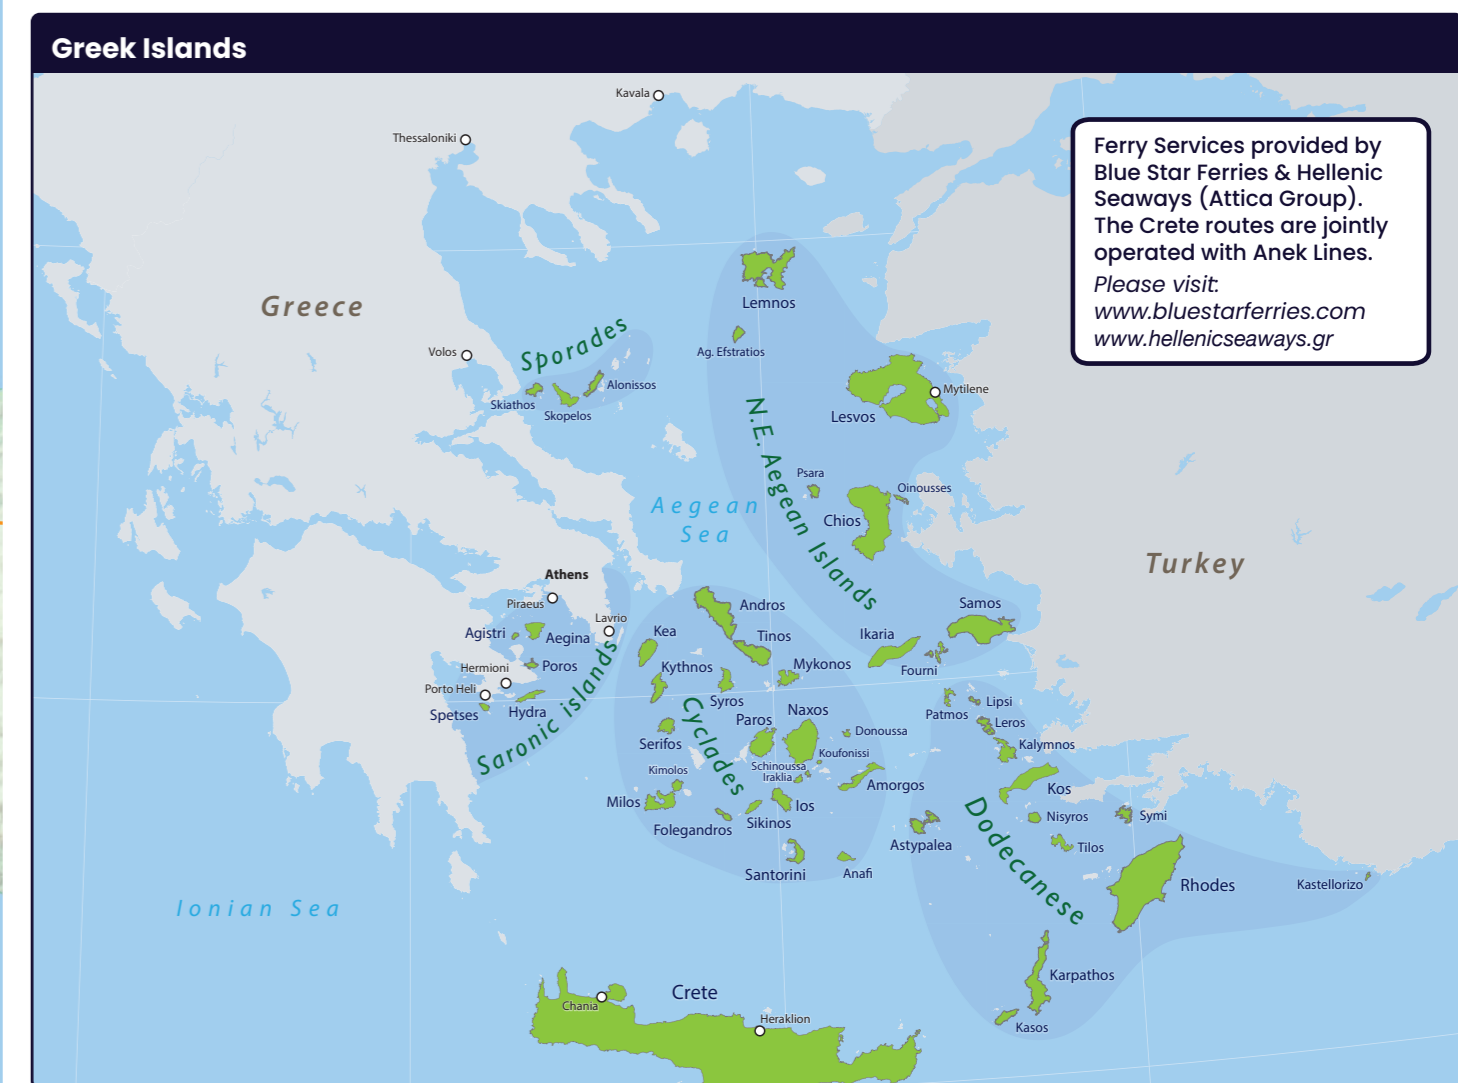 Greek Islands
Kavala
Thessaloniki
Ferry Services provided by
Blue Star Ferries & Hellenic
Seaways (Attica Group).
The Crete routes are jointly
operated with Anek Lines.
Please visit:
www.bluestarferries.com
www.hellenicseaways.gr
Greece
Lemnos
Sporades
Volos
Ag. Efstratios
Alonissos
Skiathos
Skopelos
Mytilene
Lesvos
N.E. Aegean Islands
Psara
Oinousses
Aegean
Sea
Chios
Turkey
Athens
Piraeus
Lavrio
Agistri
Aegina
Hermioni
Poros
Porto Heli
Spetses
Hydra
Saronic islands
Andros
Kea
Tinos
Kythnos
Mykonos
Syros
Cyclades
Paros
Naxos
Serifos
Donoussa
Koufonissi
Schinoussa
Iraklia
Kimolos
Amorgos
Milos
Ios
Sikinos
Folegandros
Santorini
Anafi
Samos
Ikaria
Fourni
Patmos
Lipsi
Leros
Kalymnos
Kos
Nisyros
Symi
Astypalea
Tilos
Dodecanese
Rhodes
Kastellorizo
Ionian Sea
Karpathos
Kasos
Crete
Chania
Heraklion